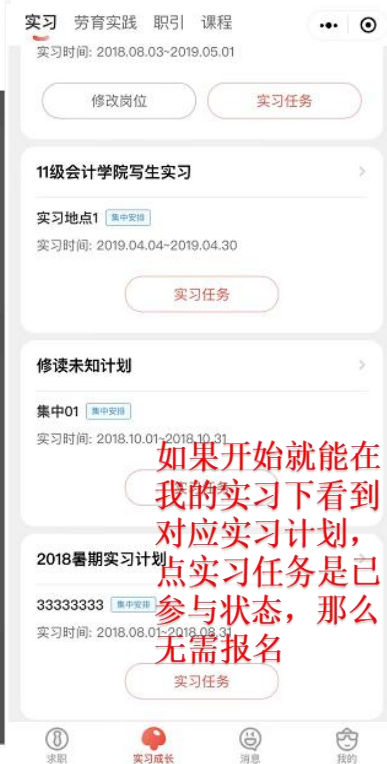 实习 劳育实践 职引 课程
实习时间: 2018.08.03~2019.05.01
修改岗位 实习任务
11级会计学院写生实习
实习地点1 集中安排
实习时间: 2019.04.04~2019.04.30
实习任务
修读未知计划
集中01 集中安排
实习时间: 2018.10.01~2018.10.31
实习任务
2018暑期实习计划
33333333 集中安排
实习时间: 2018.08.01~2018.08.31
实习任务
如果开始就能在
我的实习下看到
对应实习计划，
点实习任务是已
参与状态，那么
无需报名
求职 实习成长 消息 我的